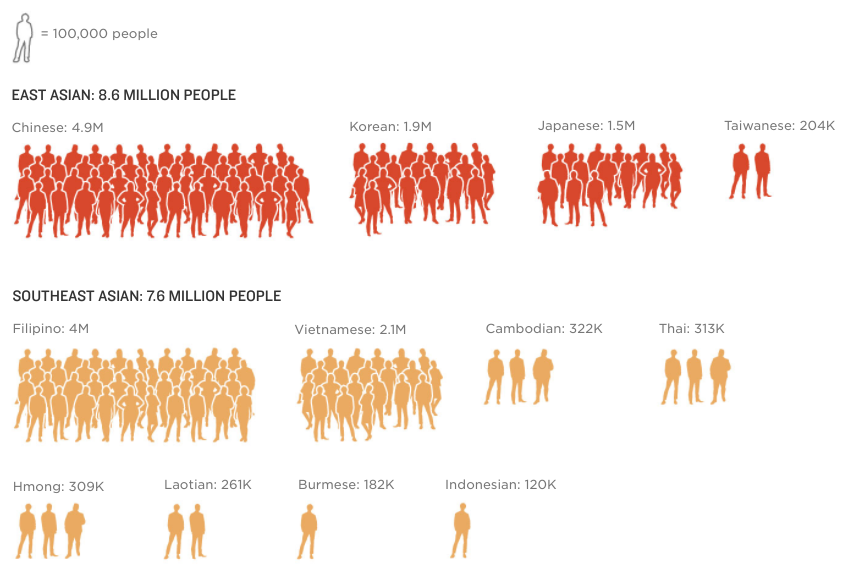 = 100,000 people
EAST ASIAN: 8.6 MILLION PEOPLE
Chinese: 4.9M
Korean: 1.9M
Japanese: 1.5M
Taiwanese: 204K
SOUTHEAST ASIAN: 7.6 MILLION PEOPLE
Filipino: 4M
Vietnamese: 2.1M
Cambodian: 322K
Thai: 313K
Hmong: 309K
Laotian: 261K
Burmese: 182K
Indonesian: 120K